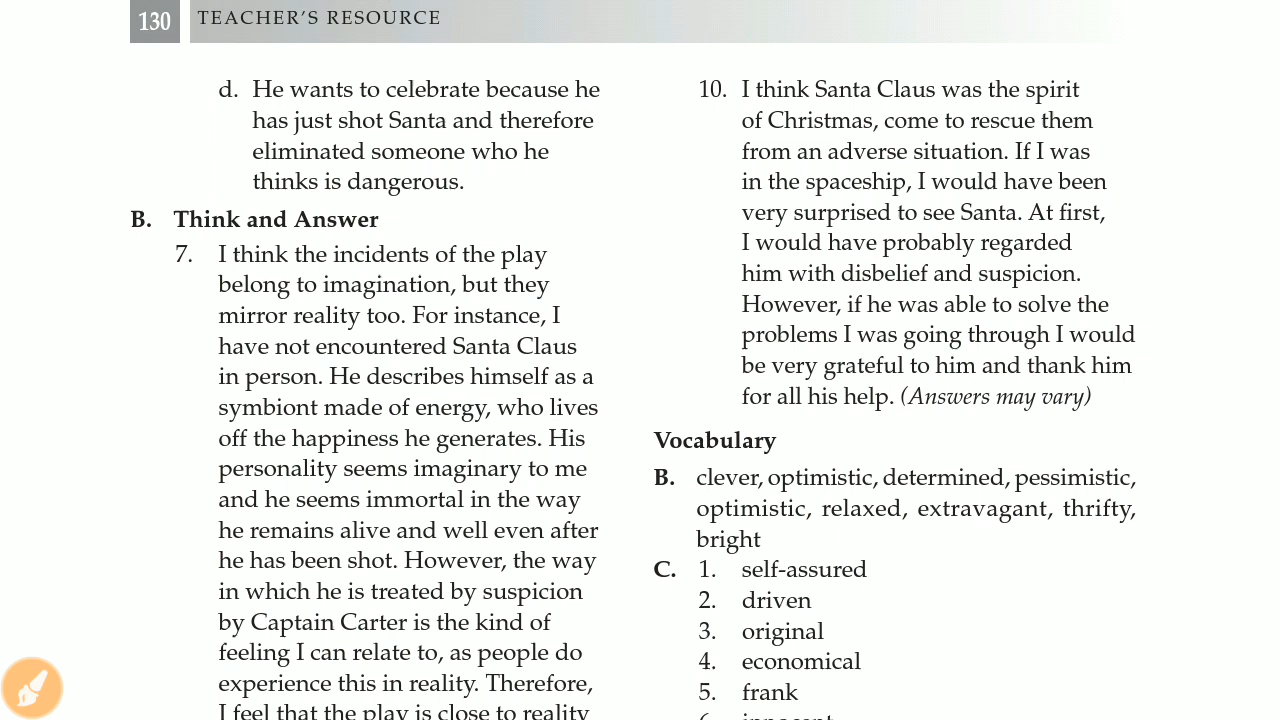 130
TEACHER'S RESOURCE
d. He wants to celebrate because he
has just shot Santa and therefore
eliminated someone who he
thinks is dangerous.
B. Think and Answer
7. I think the incidents of the play
belong to imagination, but they
mirror reality too. For instance, I
have not encountered Santa Claus
in person. He describes himself as a
symbiont made of energy, who lives
off the happiness he generates. His
personality seems imaginary to me
and he seems immortal in the way
he remains alive and well even after
he has been shot. However, the way
in which he is treated by suspicion
by Captain Carter is the kind of
feeling I can relate to, as people do
experience this in reality. Therefore,
I feel that the play is close to reality
10. I think Santa Claus was the spirit
of Christmas, come to rescue them
from an adverse situation. If I was
in the spaceship, I would have been
very surprised to see Santa. At first,
I would have probably regarded
him with disbelief and suspicion.
However, if he was able to solve the
problems I was going through I would
be very grateful to him and thank him
for all his help. (Answers may vary)
Vocabulary
B. clever, optimistic, determined, pessimistic,
optimistic, relaxed, extravagant, thrifty,
bright
C. 1. self-assured
2. driven
3. original
4. economical
5. frank